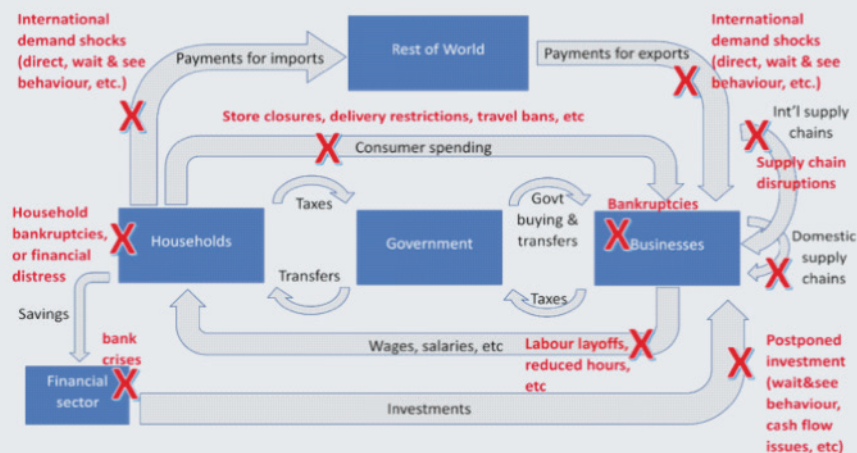 International
demand shocks
(direct, wait & see
behaviour, etc.)
Payments for imports
Rest of World
Payments for exports
International
demand shocks
(direct, wait & see
behaviour, etc.)
X
X
Store closures, delivery restrictions, travel bans, etc
X
Consumer spending
Int'l supply
chains
X
Supply chain
disruptions
Household
bankruptcies,
or financial
distress
X
Households
Taxes
Transfers
Government
Govt
buying &
transfers
Taxes
Bankruptcies
X
Businesses
Domestic
supply
chains
X
Savings
Wages, salaries, etc
Labour layoffs,
reduced hours,
etc
X
bank
crises
X
Financial
sector
Investments
X
Postponed
investment
(wait&see
behaviour,
cash flow
issues, etc)